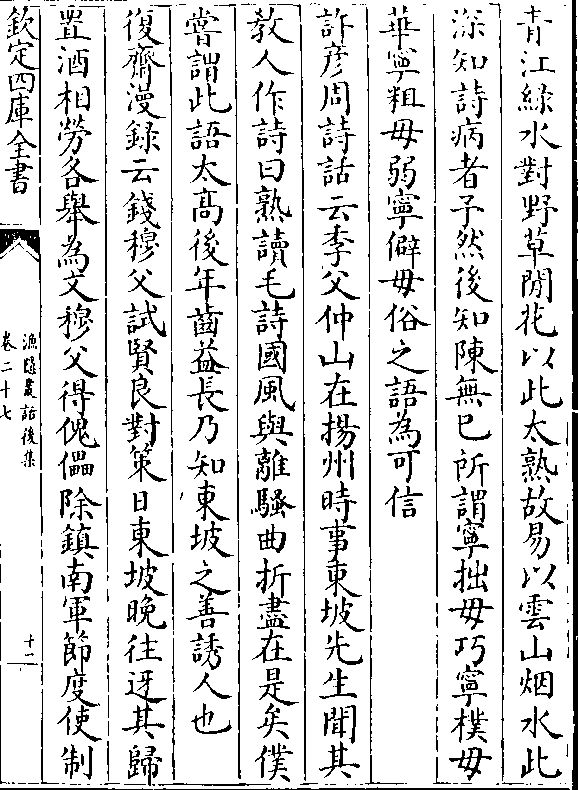 青江綠水對野草閒花以此太熟故易以雲山烟水此
深知詩病者予然後知陳無已所謂寧拙毋巧寧樸毋
華寧粗毋弱寧僻毋俗之語為可信
許彥周詩話云李父仲山在揚州時事東坡先生聞其
教人作詩曰熟讀毛詩國風與離騷曲折盡在是矣僕
嘗謂此語太髙後年齒益長乃知東坡之善誘人也
復齋漫録云錢穆父試賢良對策日東坡晚往迓其歸
置酒相勞各舉為文穆父得傀儡除鎮南軍節度使制
欽定四庫全書
漁隱叢話後集
卷二十七
十二